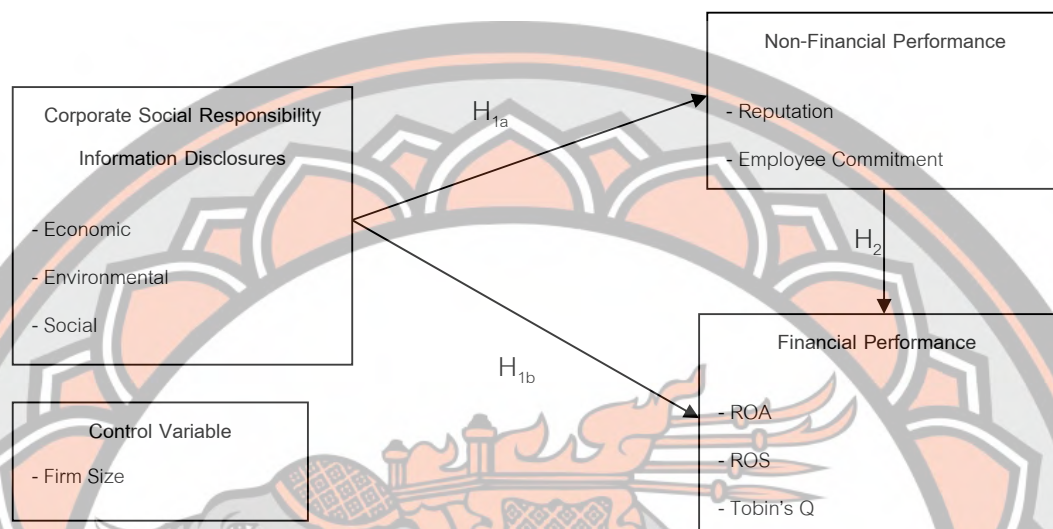 Corporate Social Responsibility
Information Disclosures
- Economic
- Environmental
- Social
Control Variable
- Firm Size
H1a
H1b
Non-Financial Performance
- Reputation
- Employee Commitment
H2
Financial Performance
- ROA
- ROS
- Tobin's Q